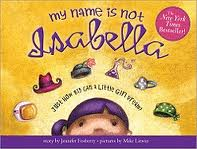 my name is not
Isabella
The
New York
Times
Bestseller!
JUST HOW BIG CAN A LITTLE GIRL DREAM?
story by Jennifer Fosberry • pictures by Mike Litwin